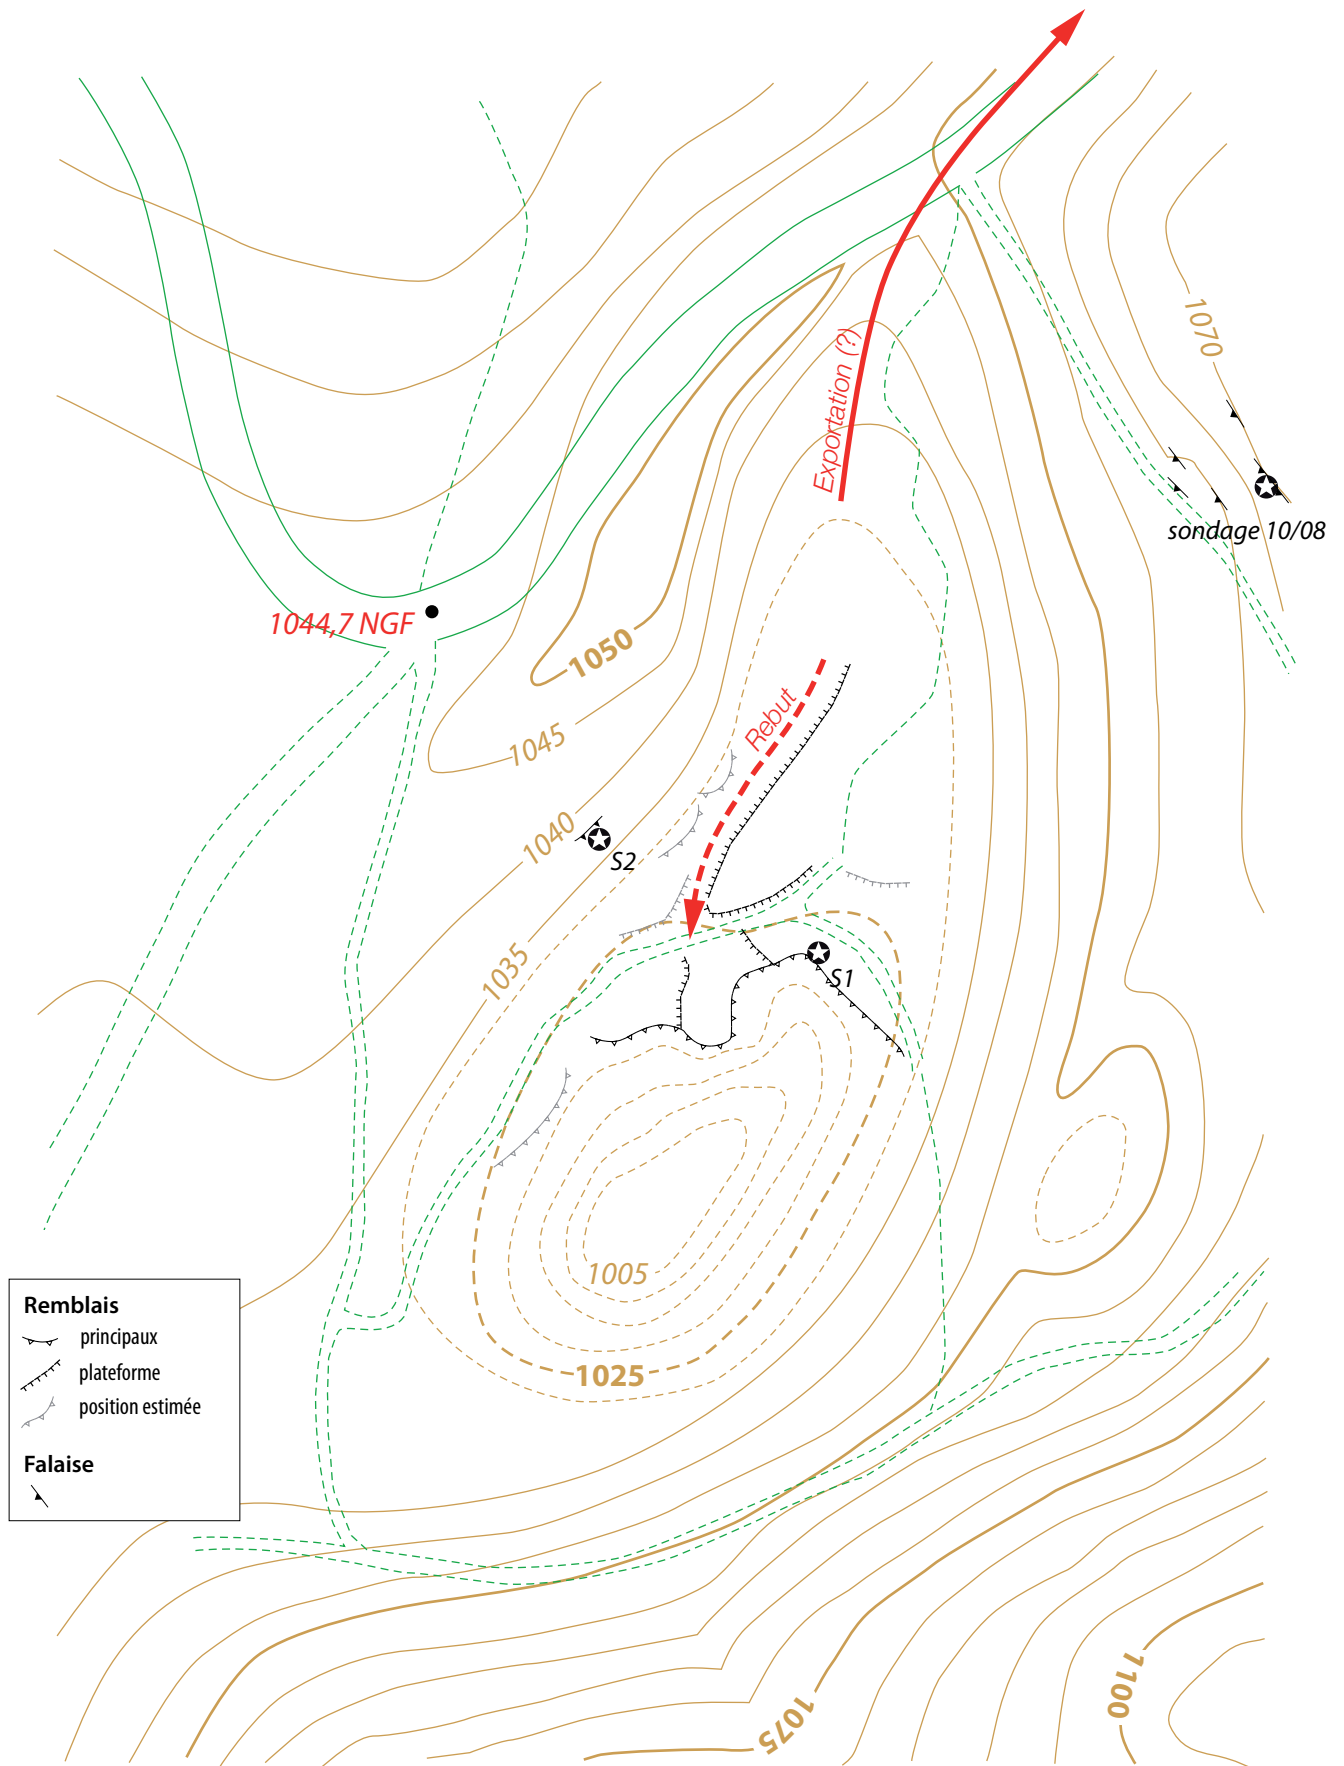 1070
Exportation (?)
sondage 10/08
1044,7 NGF
1050
Rebut
1045
1040
S2
1035
S1
1005
Remblais
principaux
plateforme
position estimée
Falaise
1025
1100
1075